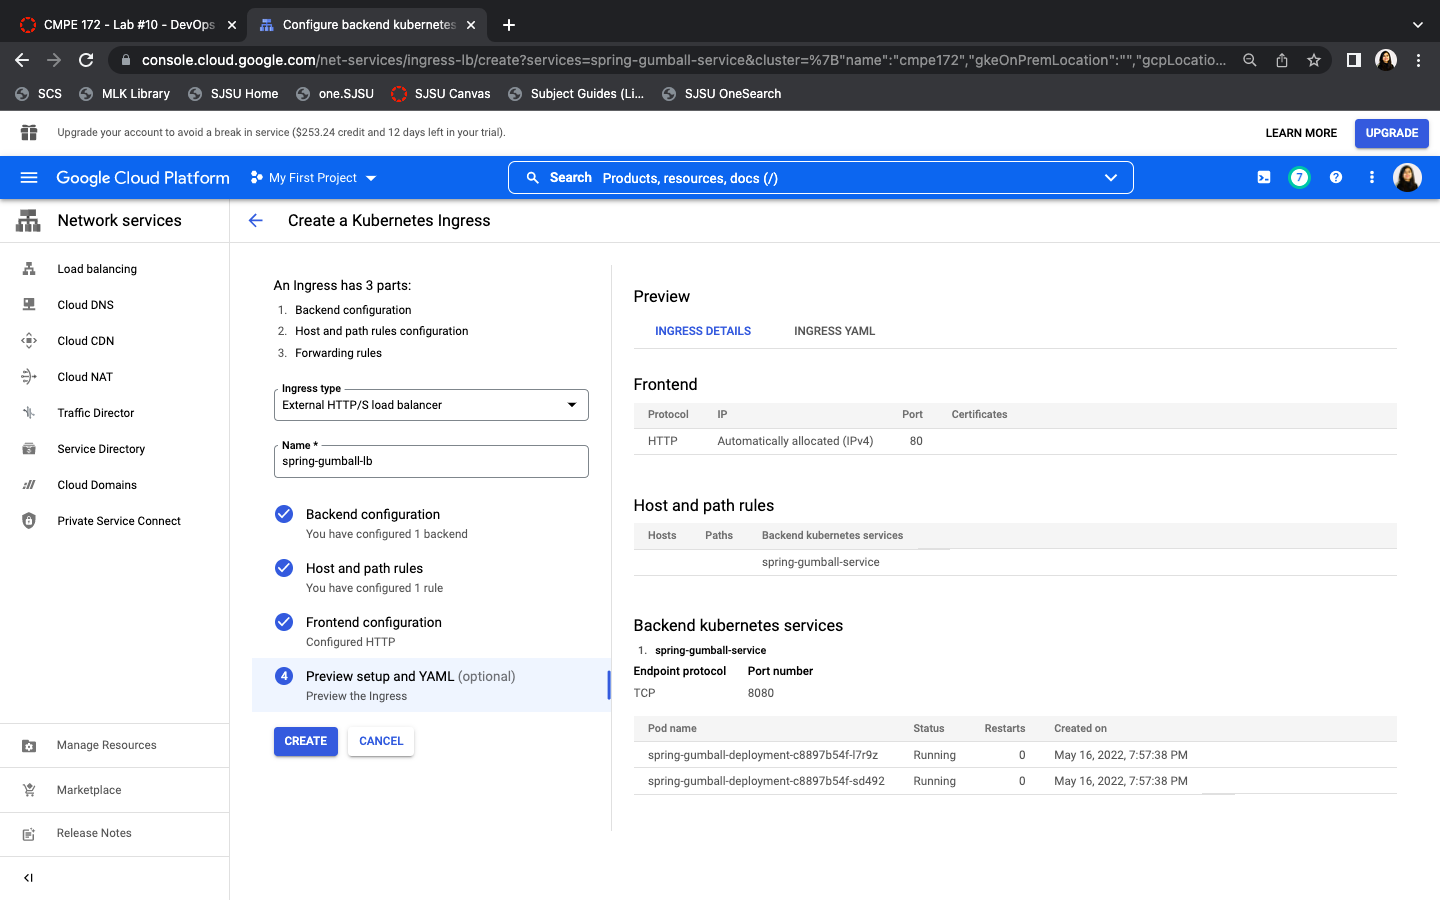 CMPE 172 - Lab #10 - DevOps
Configure backend kubernetes
console.cloud.google.com/net-services/ingress-lb/create?services=spring-gumball-service&cluster=%7B"name":"cmpe172","gkeOnPremLocation":"","gcpLocatio...
SCS
MLK Library
SJSU Home
one.SJSU
SJSU Canvas
Subject Guides (Li...
SJSU OneSearch
Upgrade your account to avoid a break in service ($253.24 credit and 12 days left in your trial).
LEARN MORE
UPGRADE
Google Cloud Platform
My First Project
Search Products, resources, docs (/)
7
Network services
Create a Kubernetes Ingress
Load balancing
Cloud DNS
Cloud CDN
Cloud NAT
Traffic Director
Service Directory
Cloud Domains
Private Service Connect
Manage Resources
Marketplace
Release Notes
An Ingress has 3 parts:
1. Backend configuration
2. Host and path rules configuration
3. Forwarding rules
Ingress type
External HTTP/S load balancer
Name *
spring-gumball-lb
Backend configuration
You have configured 1 backend
Host and path rules
You have configured 1 rule
Frontend configuration
Configured HTTP
4 Preview setup and YAML (optional)
Preview the Ingress
CREATE CANCEL
Preview
INGRESS DETAILS INGRESS YAML
Frontend
Protocol IP Port Certificates
HTTP Automatically allocated (IPv4) 80
Host and path rules
Hosts Paths Backend kubernetes services
spring-gumball-service
Backend kubernetes services
1. spring-gumball-service
Endpoint protocol Port number
TCP 8080
Pod name Status Restarts Created on
spring-gumball-deployment-c8897b54f-l7r9z Running 0 May 16, 2022, 7:57:38 PM
spring-gumball-deployment-c8897b54f-sd492 Running 0 May 16, 2022, 7:57:38 PM